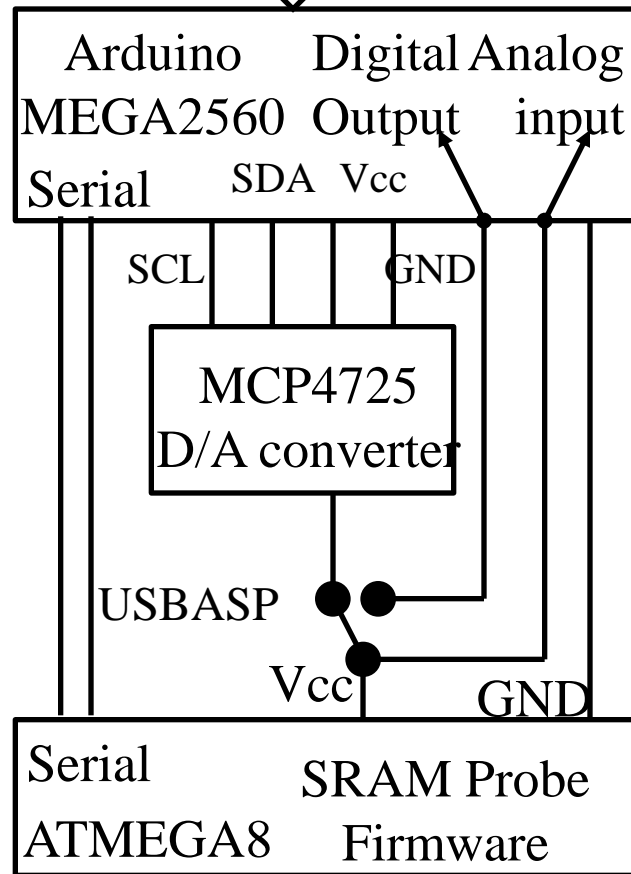 Arduino
MEGA2560
Digital
Output
Analog
input
Serial
SDA Vcc
SCL
GND
MCP4725
D/A converter
USBASP
Vcc
GND
Serial
ATMEGA8
SRAM Probe
Firmware